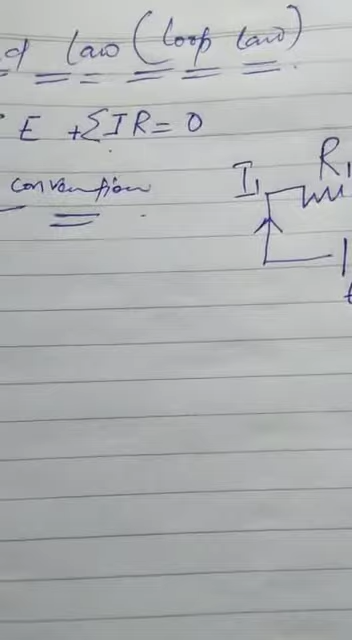 law (loop law)
E + ΣIR = 0
convention
I₁ R₁